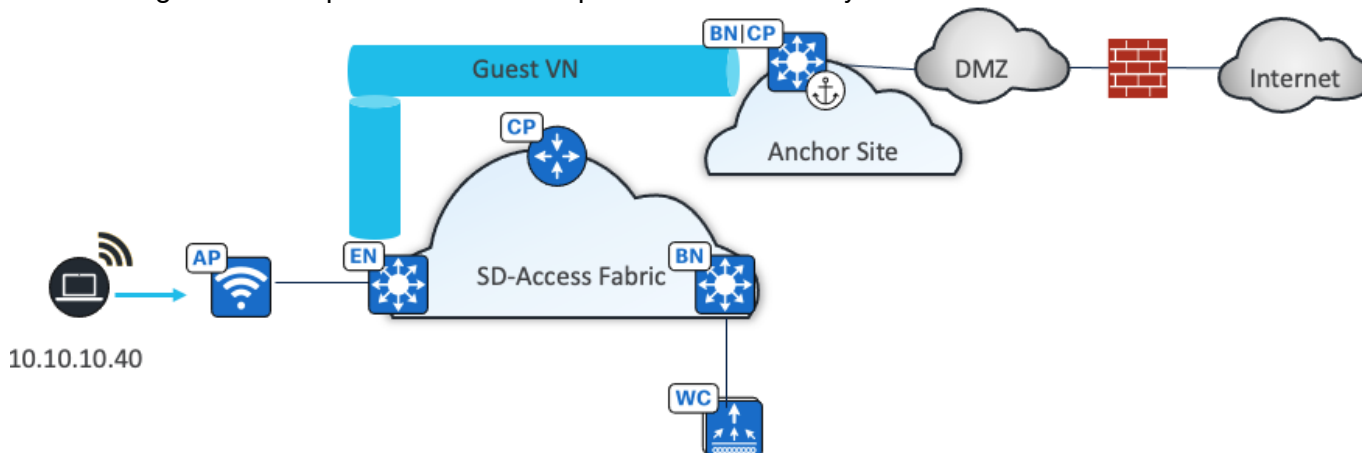 BN|CP
Guest VN
DMZ
Internet
CP
Anchor Site
AP
EN
BN
SD-Access Fabric
10.10.10.40
WC